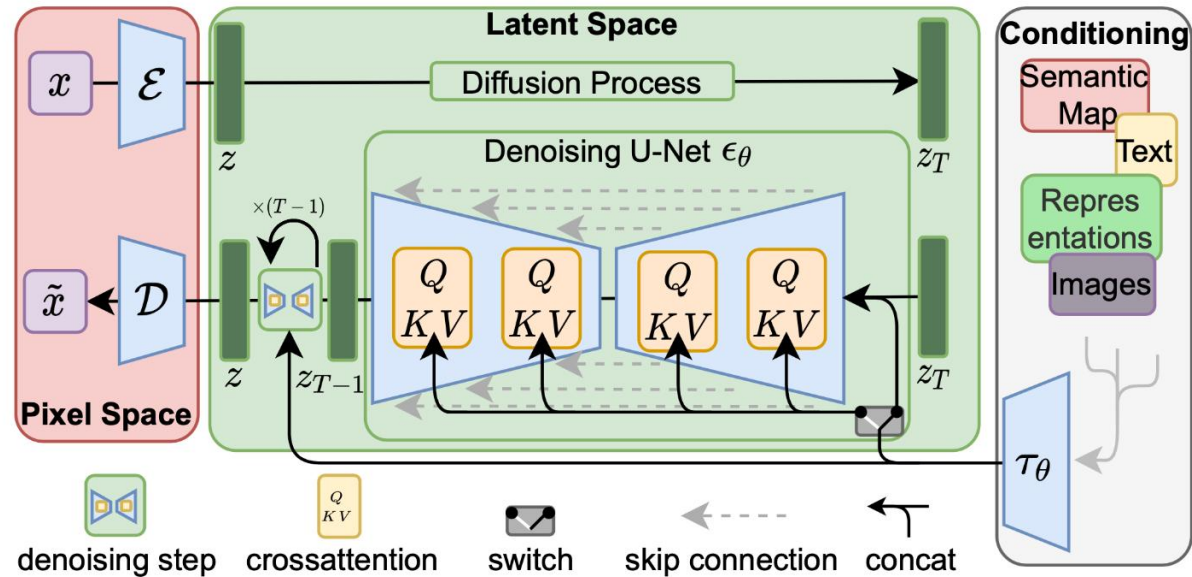 Latent Space
Conditioning
x
ℰ
z
Diffusion Process
z_T
Semantic
Map
Text
Repres
entations
Images
Denoising U-Net ϵ_θ
×(T−1)
Q
KV
Q
KV
Q
KV
Q
KV
x̃
𝒟
z
z_{T−1}
z_T
Pixel Space
τ_θ
Q
KV
denoising step
crossattention
switch
skip connection
concat